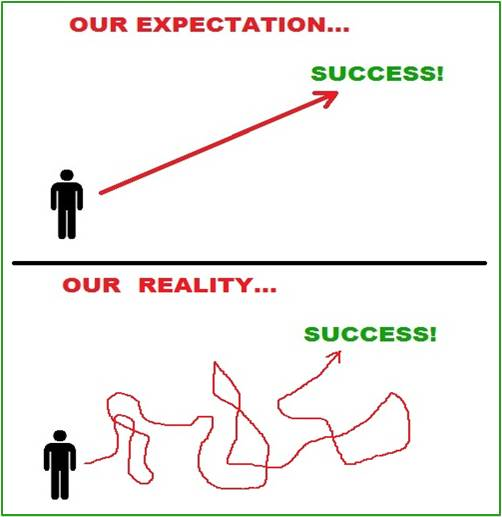 OUR EXPECTATION...
SUCCESS!
OUR REALITY...
SUCCESS!